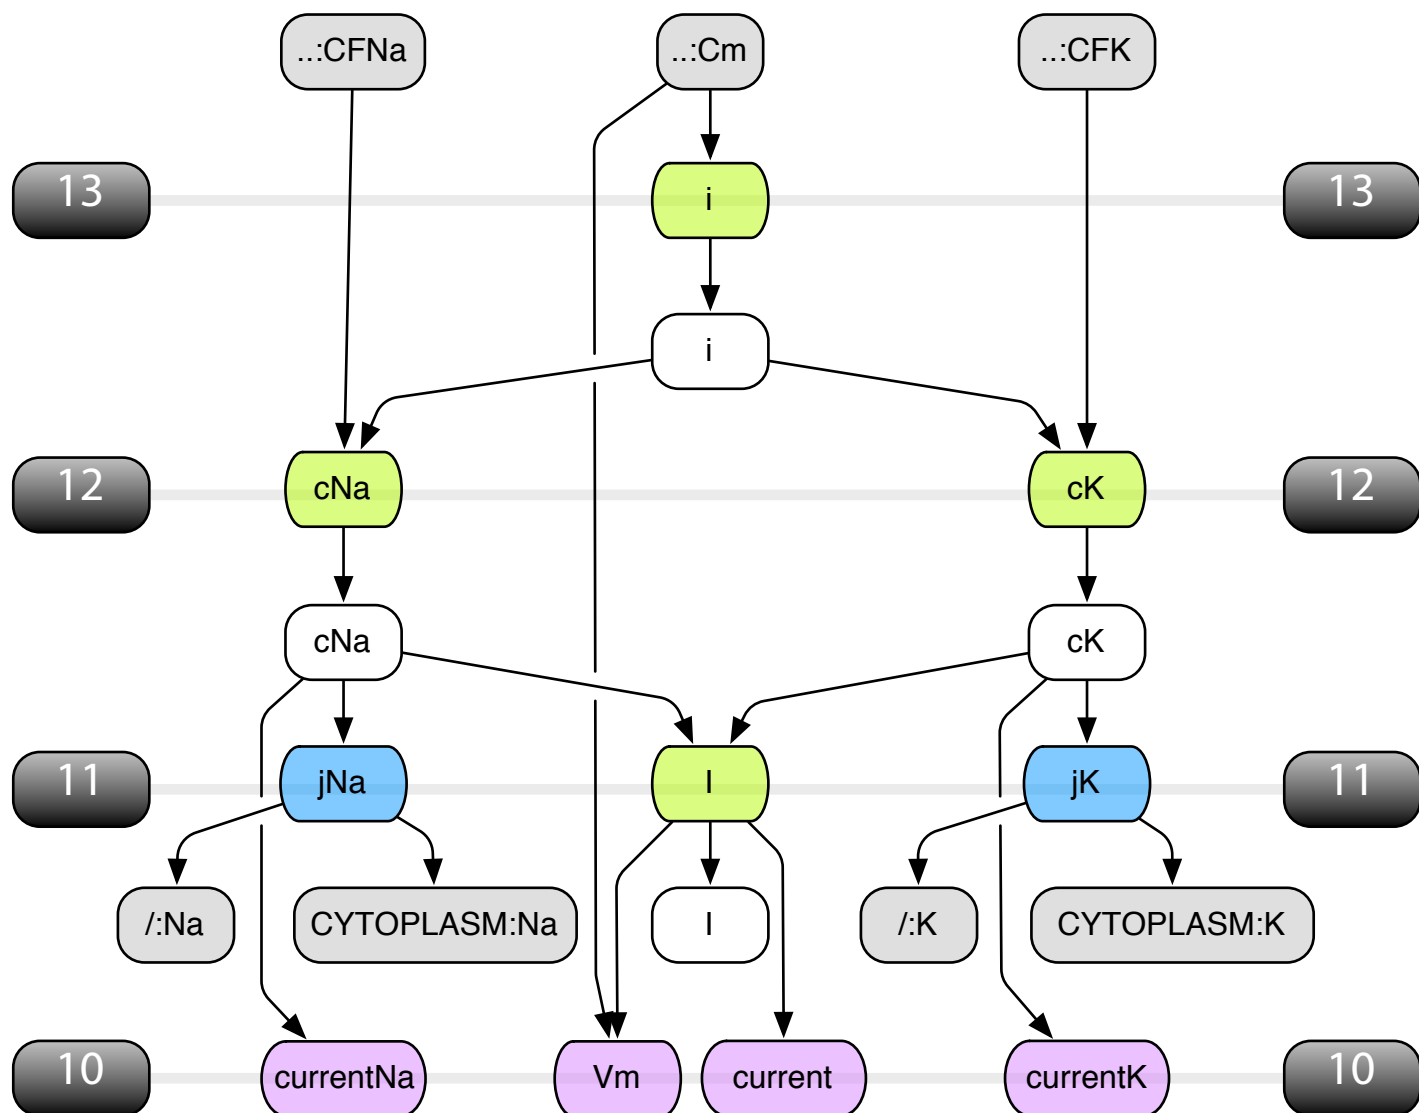 ..:CFNa
..:Cm
..:CFK
13
i
13
i
12
cNa
cK
12
cNa
cK
11
jNa
I
jK
11
/:Na
CYTOPLASM:Na
I
/:K
CYTOPLASM:K
10
currentNa
Vm
current
currentK
10